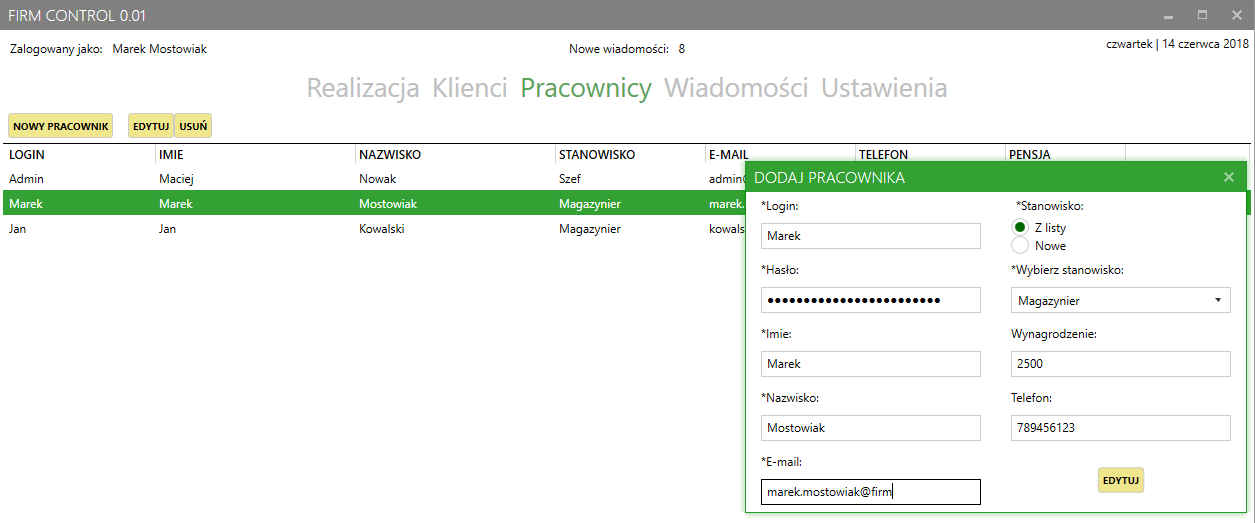 FIRM CONTROL 0.01
Zalogowany jako: Marek Mostowiak
Nowe wiadomości: 8
czwartek | 14 czerwca 2018
Realizacja Klienci Pracownicy Wiadomości Ustawienia
NOWY PRACOWNIK EDYTUJ USUŃ
LOGIN IMIE NAZWISKO STANOWISKO E-MAIL TELEFON PENSJA
Admin Maciej Nowak Szef admin@
Marek Marek Mostowiak Magazynier marek.
Jan Jan Kowalski Magazynier kowals
DODAJ PRACOWNIKA
*Login:
Marek
*Hasło:
••••••••••••••••••••••••
*Imie:
Marek
*Nazwisko:
Mostowiak
*E-mail:
marek.mostowiak@firm
*Stanowisko:
Z listy
Nowe
*Wybierz stanowisko:
Magazynier
Wynagrodzenie:
2500
Telefon:
789456123
EDYTUJ